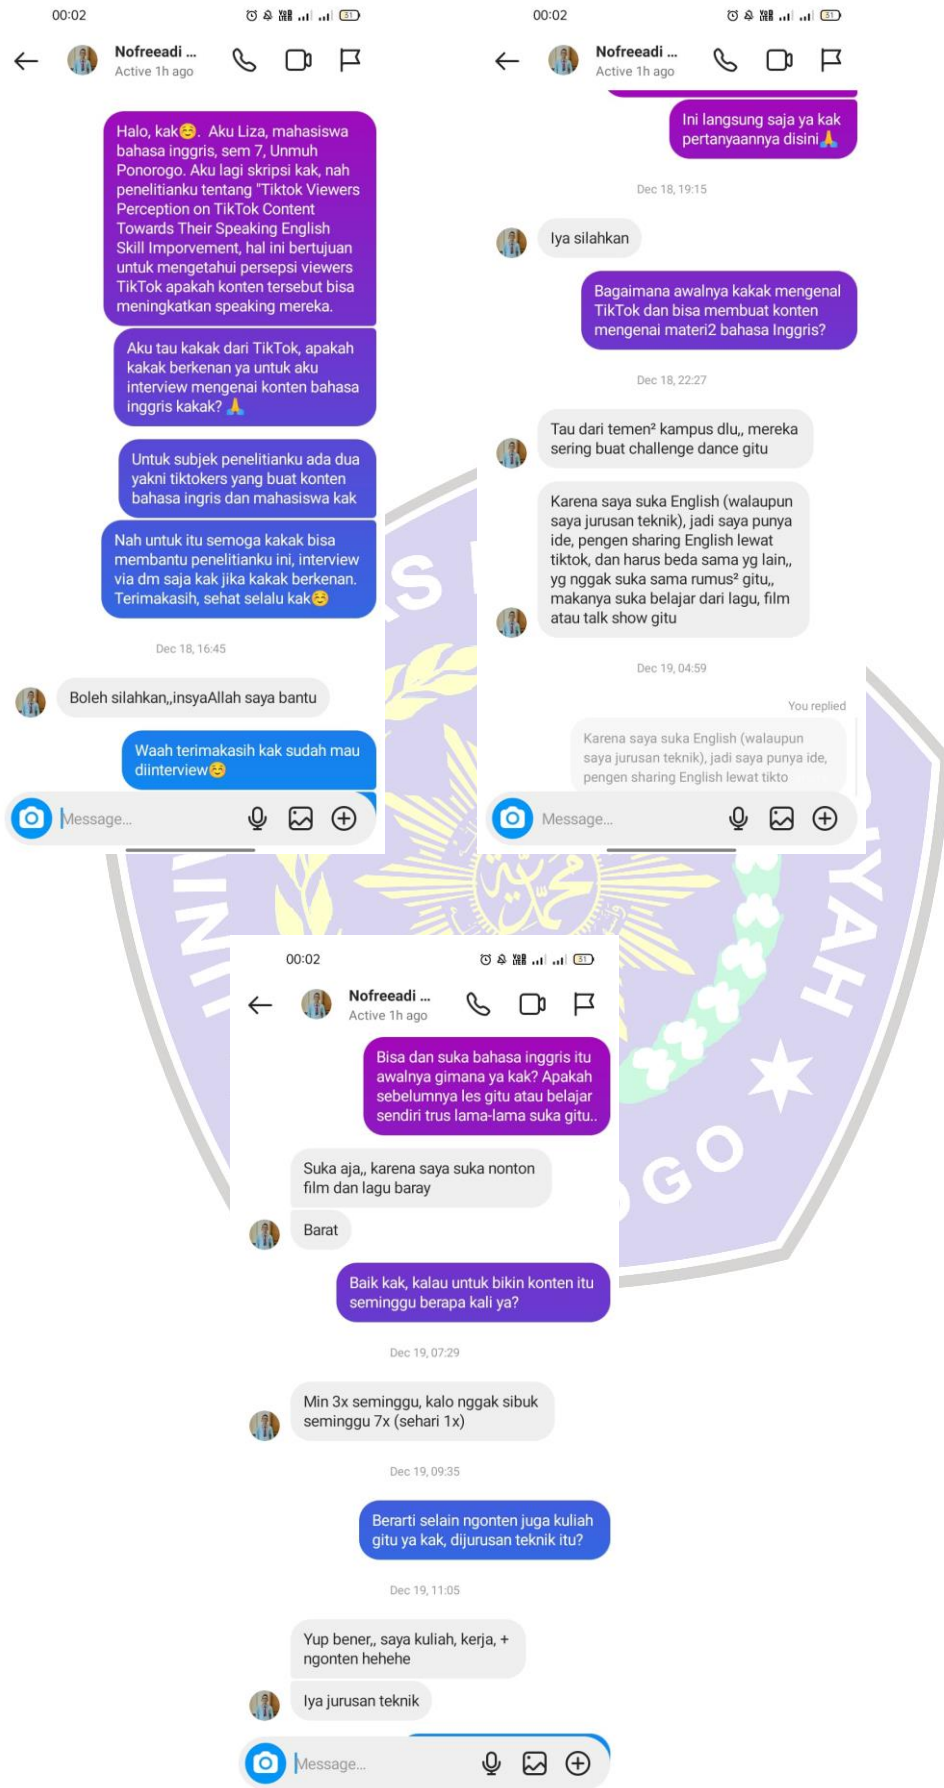 00:02
Nofreeadi ...
Active 1h ago
Halo, kak☺️. Aku Liza, mahasiswa
bahasa inggris, sem 7, Unmuh
Ponorogo. Aku lagi skripsi kak, nah
penelitianku tentang "Tiktok Viewers
Perception on TikTok Content
Towards Their Speaking English
Skill Imporvement, hal ini bertujuan
untuk mengetahui persepsi viewers
TikTok apakah konten tersebut bisa
meningkatkan speaking mereka.
Aku tau kakak dari TikTok, apakah
kakak berkenan ya untuk aku
interview mengenai konten bahasa
inggris kakak? 🙏
Untuk subjek penelitianku ada dua
yakni tiktokers yang buat konten
bahasa ingris dan mahasiswa kak
Nah untuk itu semoga kakak bisa
membantu penelitianku ini, interview
via dm saja kak jika kakak berkenan.
Terimakasih, sehat selalu kak☺️
Dec 18, 16:45
Boleh silahkan,,insyaAllah saya bantu
Waah terimakasih kak sudah mau
diinterview☺️
Message...
00:02
Nofreeadi ...
Active 1h ago
Ini langsung saja ya kak
pertanyaannya disini🙏
Dec 18, 19:15
Iya silahkan
Bagaimana awalnya kakak mengenal
TikTok dan bisa membuat konten
mengenai materi2 bahasa Inggris?
Dec 18, 22:27
Tau dari temen² kampus dlu,, mereka
sering buat challenge dance gitu
Karena saya suka English (walaupun
saya jurusan teknik), jadi saya punya
ide, pengen sharing English lewat
tiktok, dan harus beda sama yg lain,,
yg nggak suka sama rumus² gitu,,
makanya suka belajar dari lagu, film
atau talk show gitu
Dec 19, 04:59
You replied
Karena saya suka English (walaupun
saya jurusan teknik), jadi saya punya ide,
pengen sharing English lewat tikto
Message...
00:02
Nofreeadi ...
Active 1h ago
Bisa dan suka bahasa inggris itu
awalnya gimana ya kak? Apakah
sebelumnya les gitu atau belajar
sendiri trus lama-lama suka gitu..
Suka aja,, karena saya suka nonton
film dan lagu baray
Barat
Baik kak, kalau untuk bikin konten itu
seminggu berapa kali ya?
Dec 19, 07:29
Min 3x seminggu, kalo nggak sibuk
seminggu 7x (sehari 1x)
Dec 19, 09:35
Berarti selain ngonten juga kuliah
gitu ya kak, dijurusan teknik itu?
Dec 19, 11:05
Yup bener,, saya kuliah, kerja, +
ngonten hehehe
Iya jurusan teknik
Message...